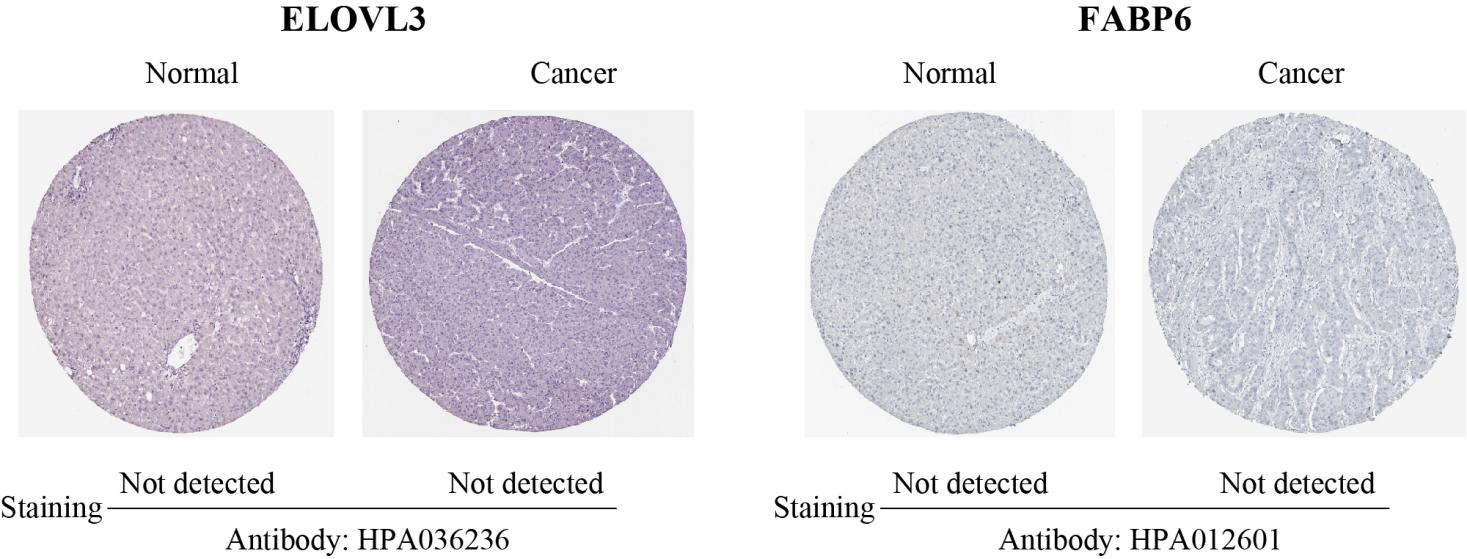 ELOVL3
Normal Cancer
Staining Not detected Not detected
Antibody: HPA036236
FABP6
Normal Cancer
Staining Not detected Not detected
Antibody: HPA012601